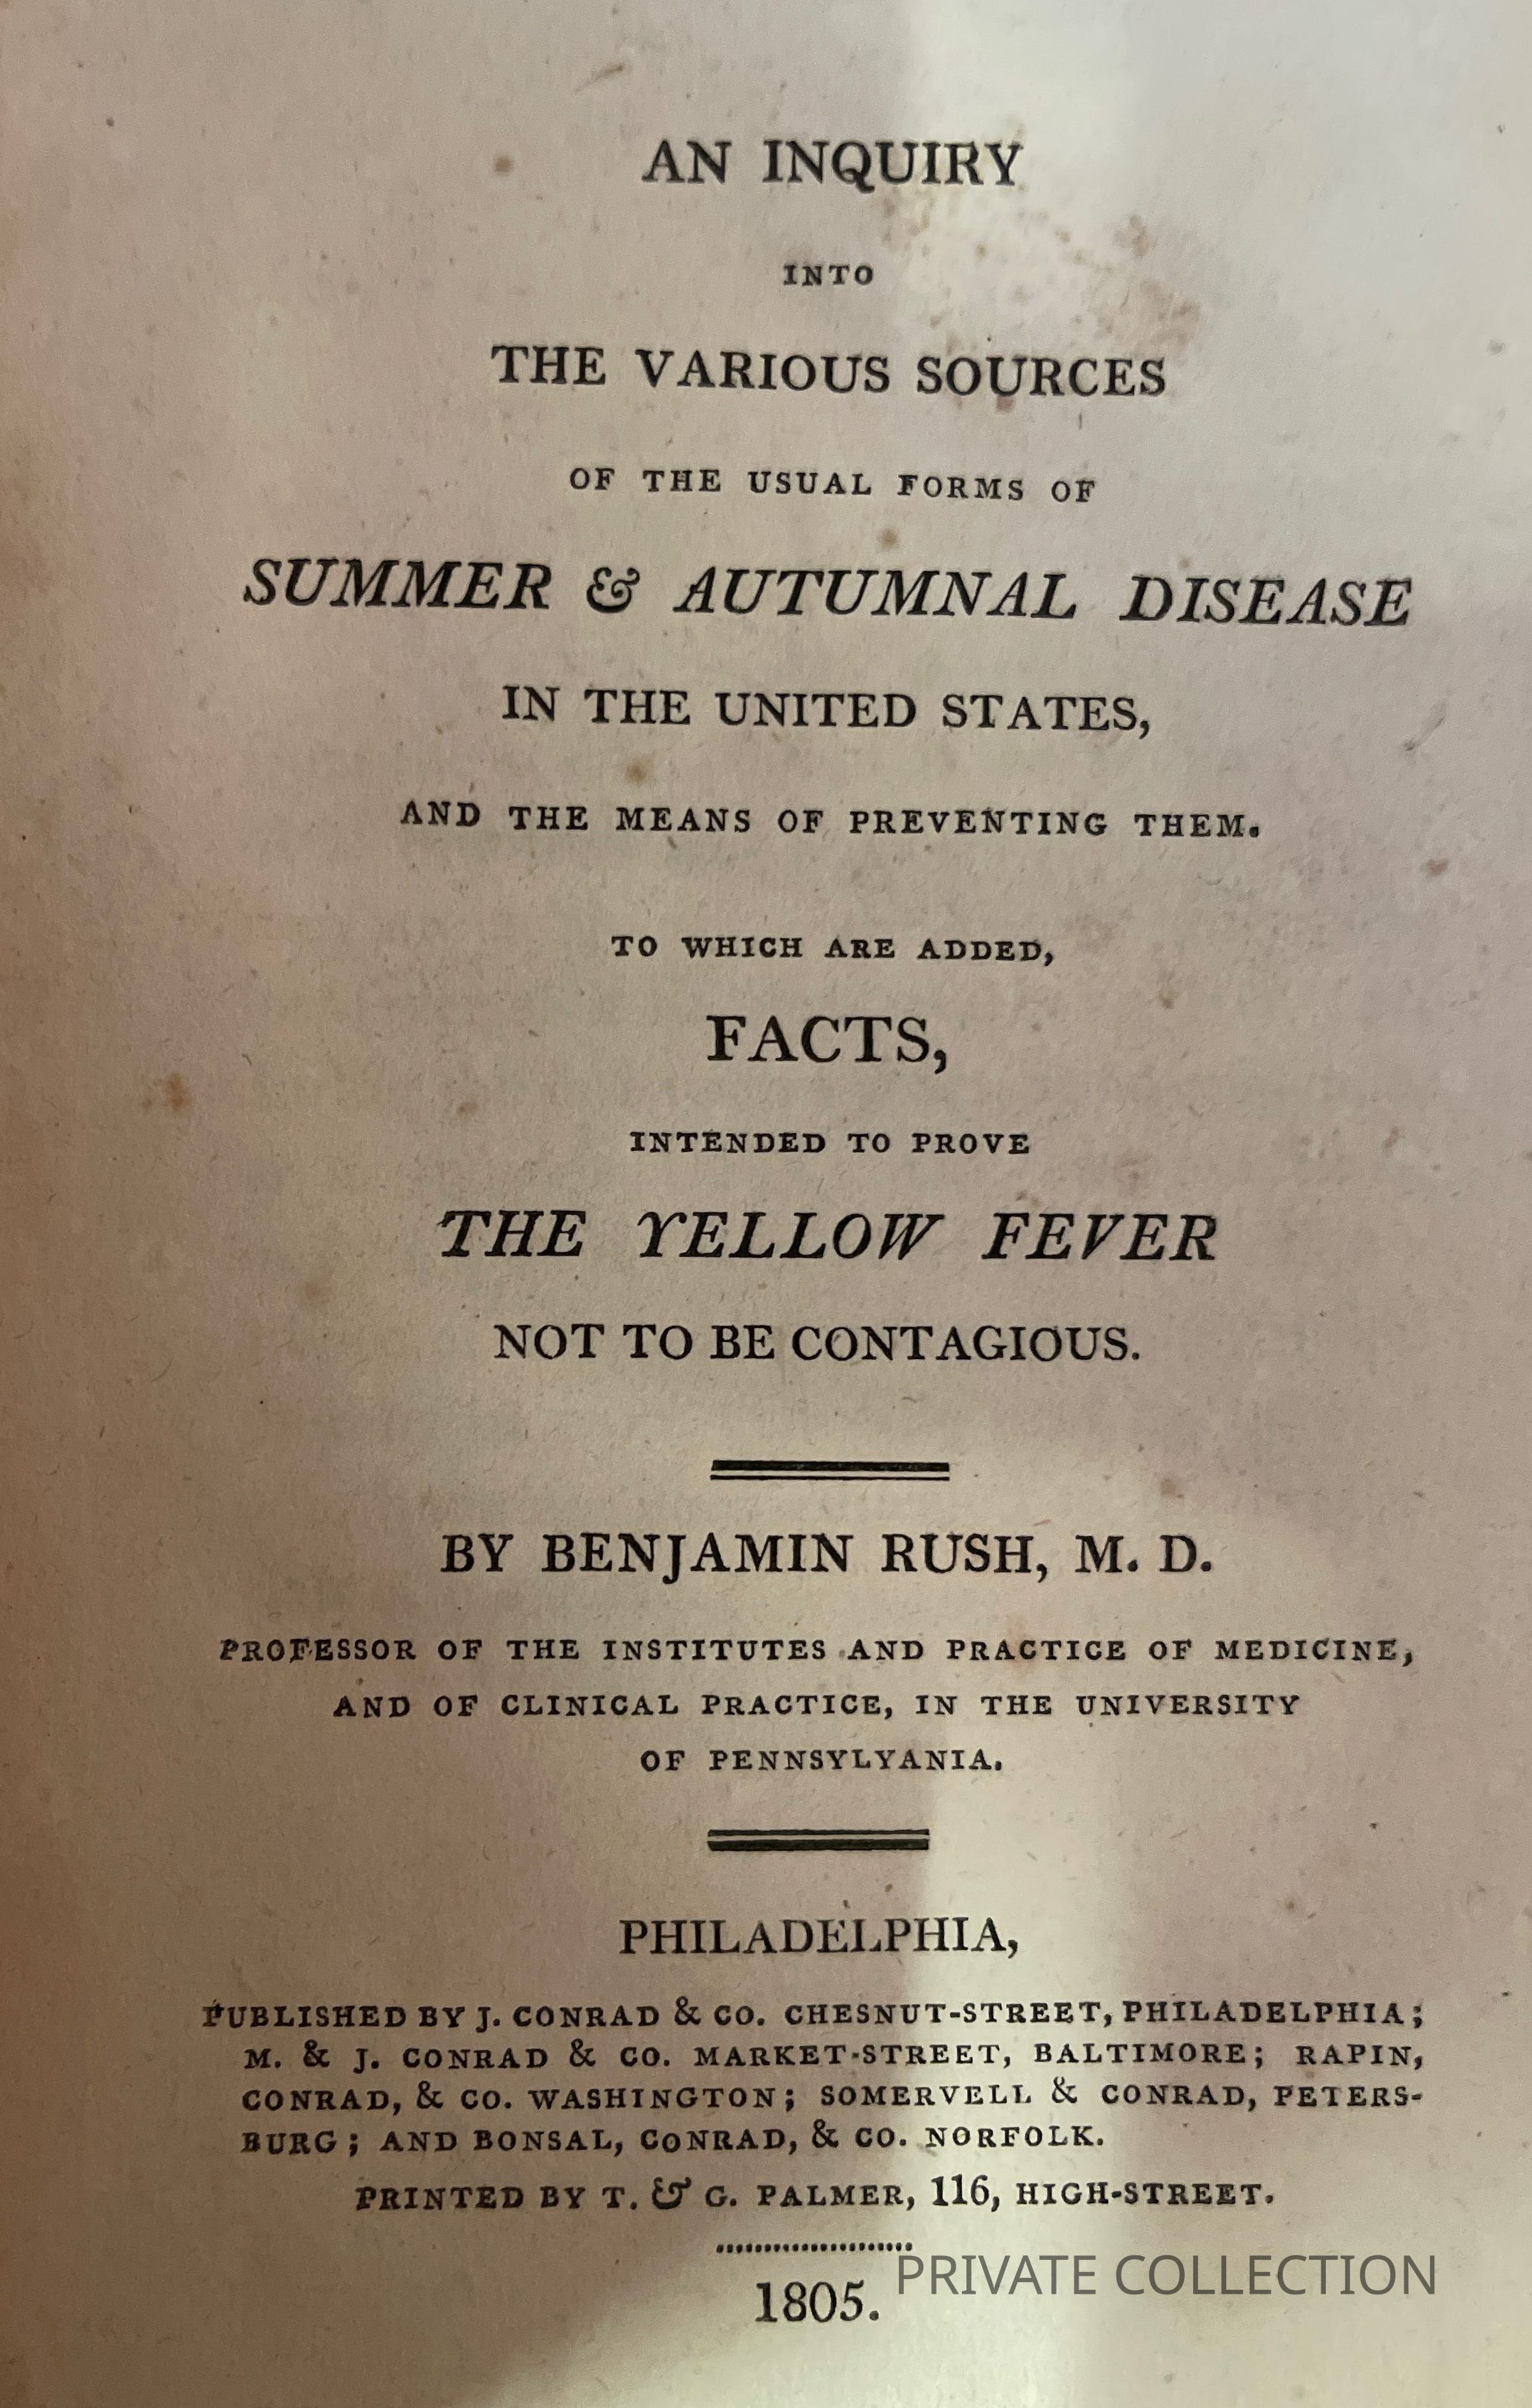 AN INQUIRY
INTO
THE VARIOUS SOURCES
OF THE USUAL FORMS OF
SUMMER & AUTUMNAL DISEASE
IN THE UNITED STATES,
AND THE MEANS OF PREVENTING THEM.
TO WHICH ARE ADDED,
FACTS,
INTENDED TO PROVE
THE YELLOW FEVER
NOT TO BE CONTAGIOUS.
BY BENJAMIN RUSH, M. D.
PROFESSOR OF THE INSTITUTES AND PRACTICE OF MEDICINE,
AND OF CLINICAL PRACTICE, IN THE UNIVERSITY
OF PENNSYLYANIA.
PHILADELPHIA,
PUBLISHED BY J. CONRAD & CO. CHESNUT-STREET, PHILADELPHIA;
M. & J. CONRAD & CO. MARKET-STREET, BALTIMORE; RAPIN,
CONRAD, & CO. WASHINGTON; SOMERVELL & CONRAD, PETERS-
BURG; AND BONSAL, CONRAD, & CO. NORFOLK.
PRINTED BY T. & G. PALMER, 116, HIGH-STREET.
1805.
PRIVATE COLLECTION